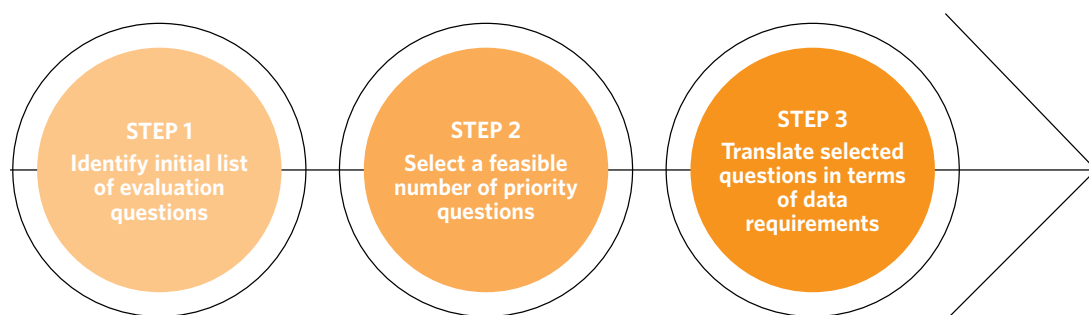 STEP 1
Identify initial list
of evaluation
questions
STEP 2
Select a feasible
number of priority
questions
STEP 3
Translate selected
questions in terms
of data
requirements